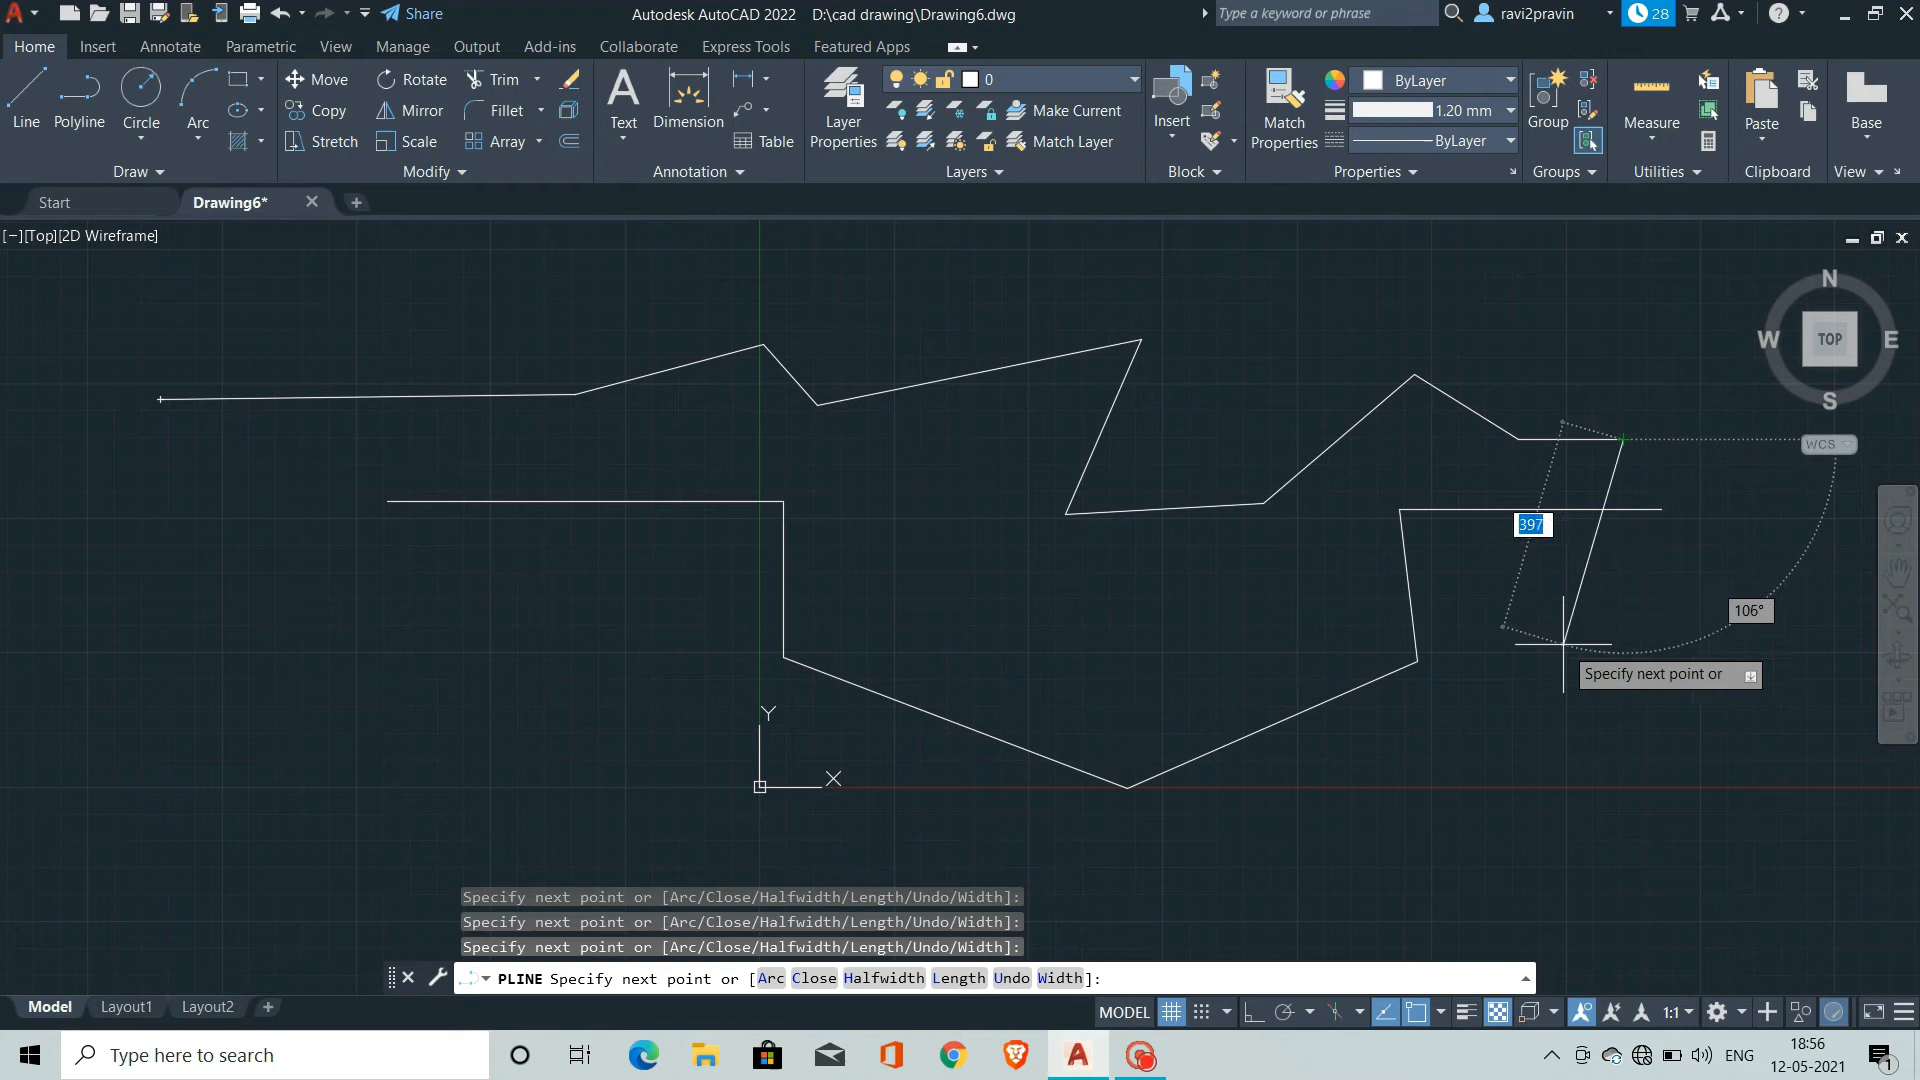 Share
Autodesk AutoCAD 2022 D:\cad drawing\Drawing6.dwg
Type a keyword or phrase
ravi2pravin
28
Home Insert Annotate Parametric View Manage Output Add-ins Collaborate Express Tools Featured Apps
Line Polyline Circle Arc
Move Rotate Trim
Copy Mirror Fillet
Stretch Scale Array
Text Dimension Table
Layer Properties
0
Make Current
Match Layer
Insert
Match Properties
ByLayer
1.20 mm
ByLayer
Group Measure Paste Base
Draw Modify Annotation Layers Block Properties Groups Utilities Clipboard View
Start Drawing6*
[−][Top][2D Wireframe]
N
W TOP E
S
WCS
397
106°
Specify next point or
Y
X
Specify next point or [Arc/Close/Halfwidth/Length/Undo/Width]:
Specify next point or [Arc/Close/Halfwidth/Length/Undo/Width]:
Specify next point or [Arc/Close/Halfwidth/Length/Undo/Width]:
PLINE Specify next point or [Arc Close Halfwidth Length Undo Width]:
Model Layout1 Layout2
MODEL
1:1
Type here to search
ENG
18:56
12-05-2021
1